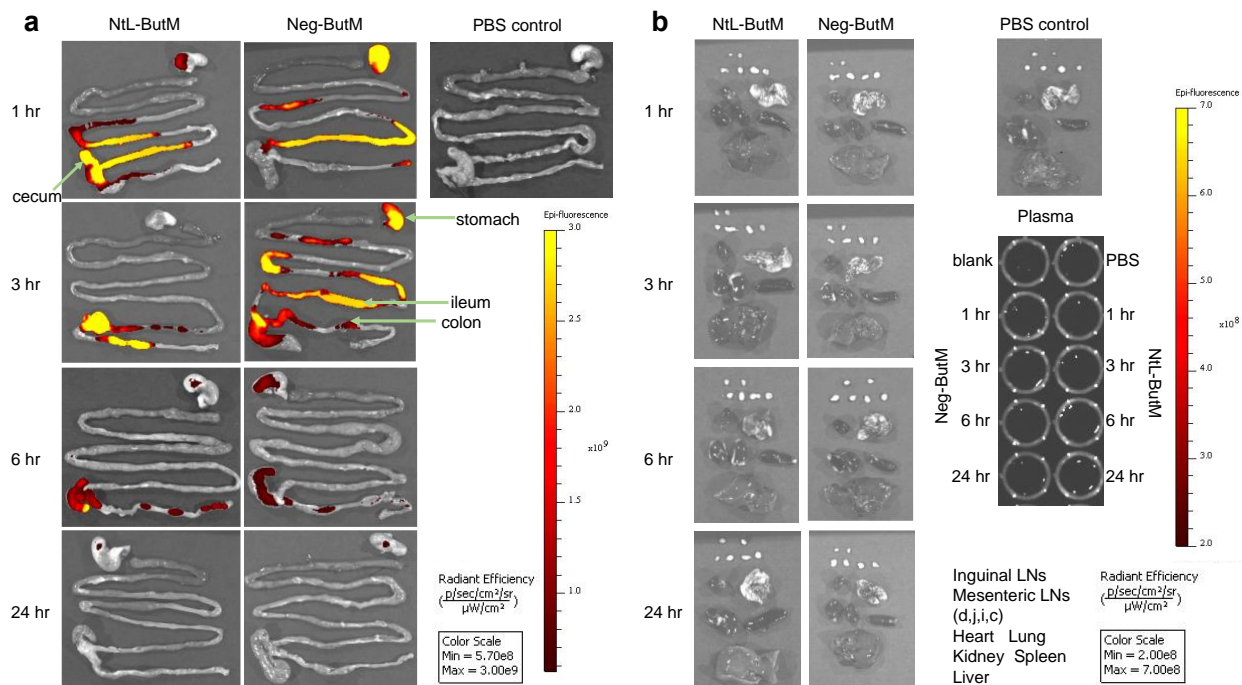 a
NtL-ButM
Neg-ButM
PBS control
1 hr
cecum
stomach
3 hr
ileum
colon
6 hr
24 hr
Epi-fluorescence
3.0
2.5
2.0
x10⁹
1.5
1.0
Radiant Efficiency
(p/sec/cm²/sr
µW/cm²)
Color Scale
Min = 5.70e8
Max = 3.00e9
b
NtL-ButM
Neg-ButM
PBS control
1 hr
3 hr
6 hr
24 hr
Plasma
blank
PBS
1 hr
1 hr
3 hr
3 hr
6 hr
6 hr
24 hr
24 hr
Neg-ButM
NtL-ButM
Epi-fluorescence
7.0
6.0
5.0
x10⁸
4.0
3.0
2.0
Inguinal LNs
Mesenteric LNs
(d,j,i,c)
Heart Lung
Kidney Spleen
Liver
Radiant Efficiency
(p/sec/cm²/sr
µW/cm²)
Color Scale
Min = 2.00e8
Max = 7.00e8